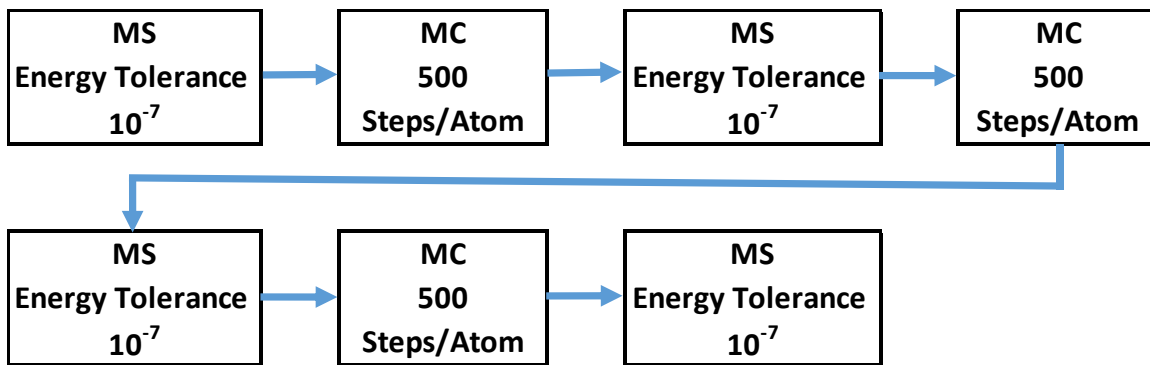 MS
Energy Tolerance
10⁻⁷
MC
500
Steps/Atom
MS
Energy Tolerance
10⁻⁷
MC
500
Steps/Atom
MS
Energy Tolerance
10⁻⁷
MC
500
Steps/Atom
MS
Energy Tolerance
10⁻⁷